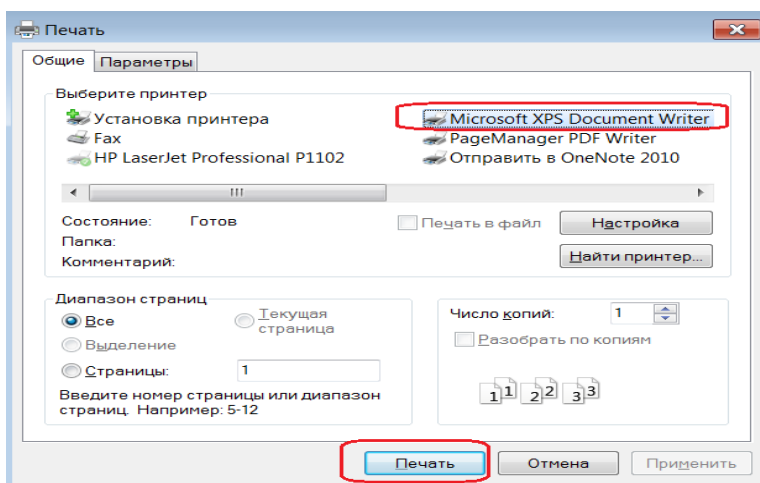 Печать
Общие Параметры
Выберите принтер
Установка принтера
Fax
HP LaserJet Professional P1102
Microsoft XPS Document Writer
PageManager PDF Writer
Отправить в OneNote 2010
Состояние: Готов
Папка:
Комментарий:
Печать в файл
Настройка
Найти принтер...
Диапазон страниц
Все
Текущая
страница
Выделение
Страницы: 1
Введите номер страницы или диапазон
страниц. Например: 5-12
Число копий: 1
Разобрать по копиям
1 1 2 2 3 3
Печать Отмена Применить